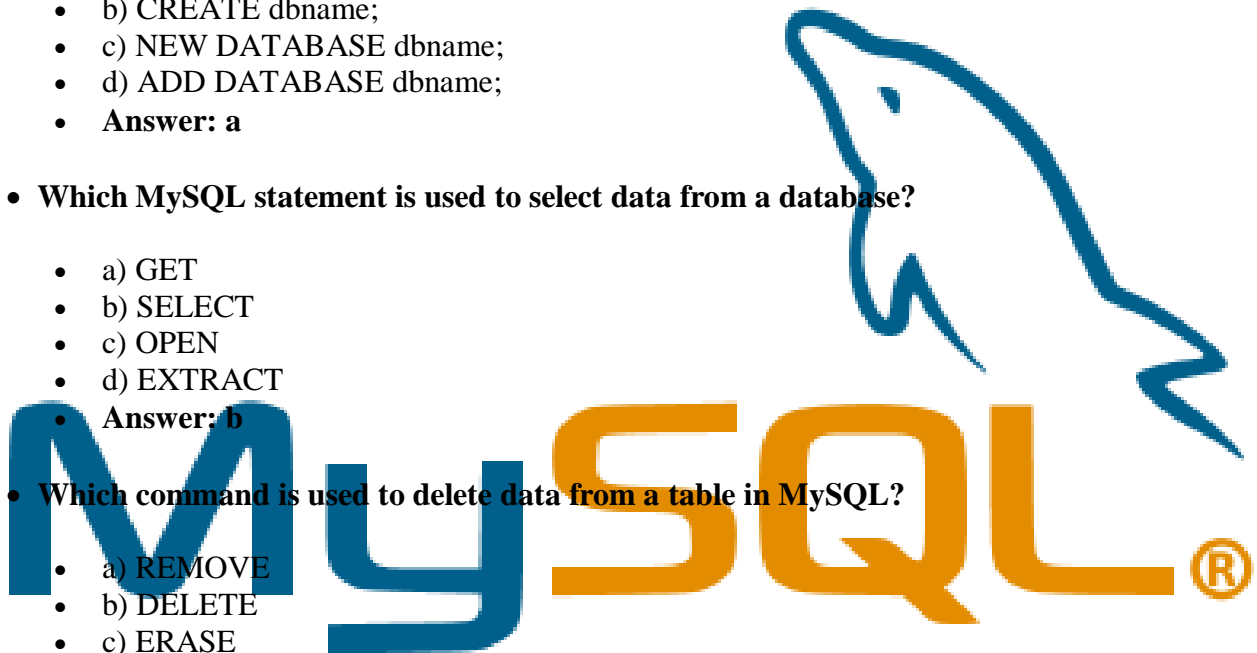 • b) CREATE dbname;
• c) NEW DATABASE dbname;
• d) ADD DATABASE dbname;
• Answer: a
• Which MySQL statement is used to select data from a database?
• a) GET
• b) SELECT
• c) OPEN
• d) EXTRACT
• Answer: b
• Which command is used to delete data from a table in MySQL?
• a) REMOVE
• b) DELETE
• c) ERASE
MySQL®